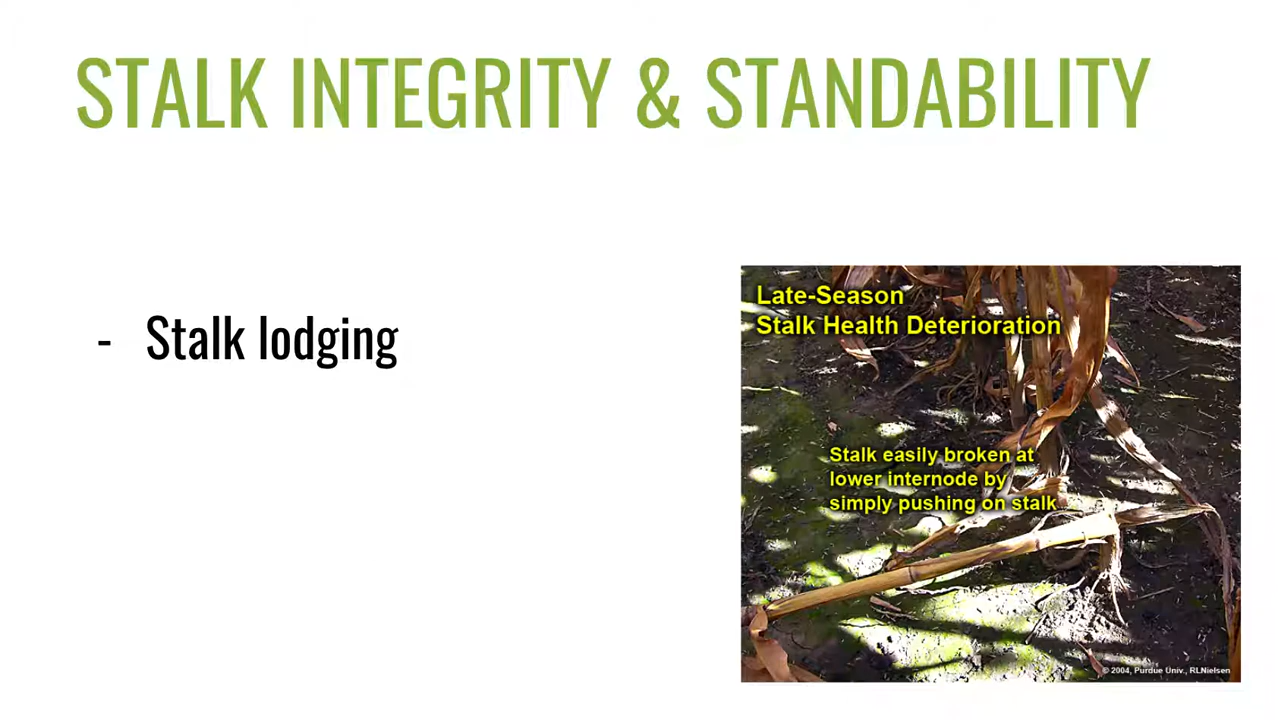 STALK INTEGRITY & STANDABILITY
- Stalk lodging
Late-Season
Stalk Health Deterioration
Stalk easily broken at
lower internode by
simply pushing on stalk
© 2004, Purdue Univ., RLNielsen